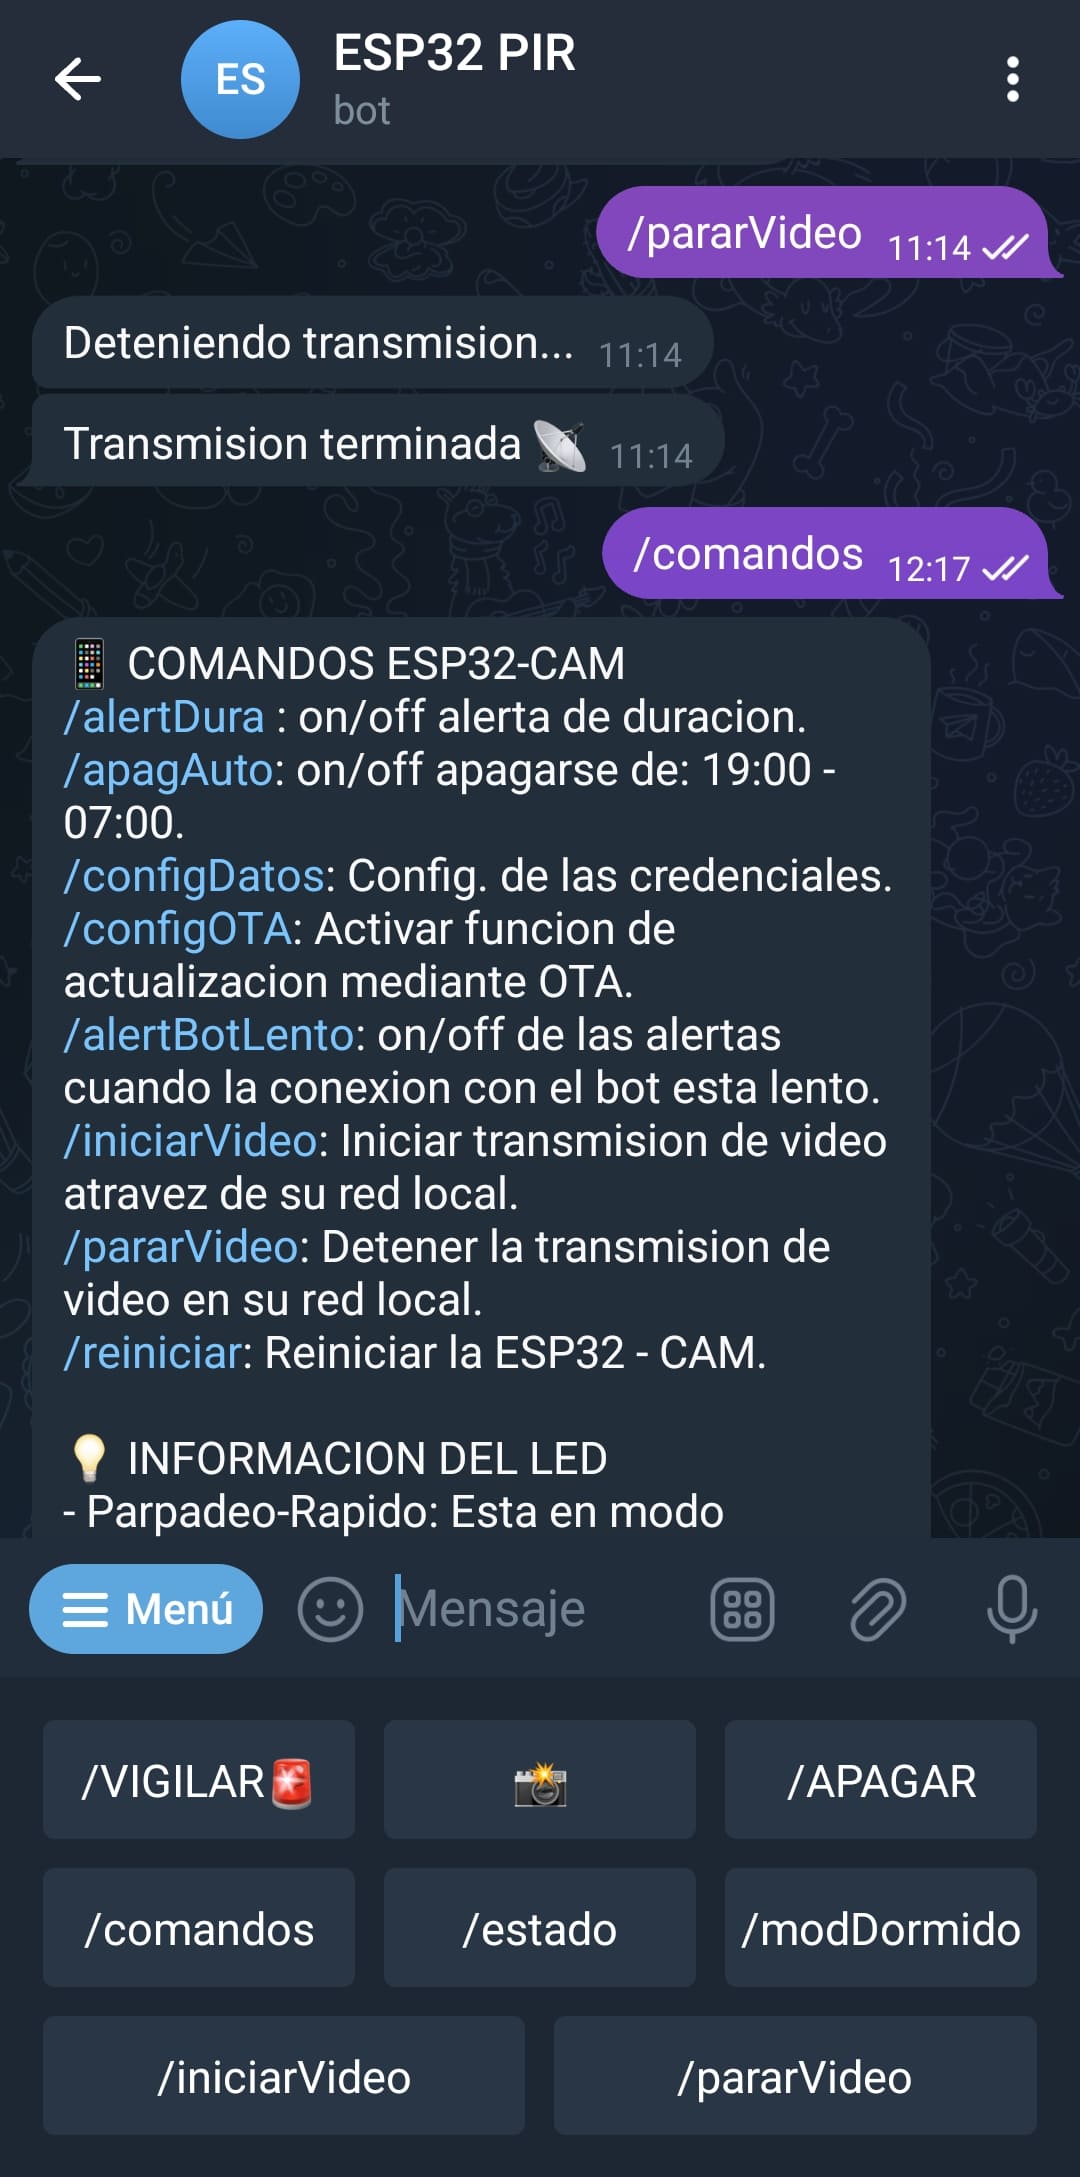 ES
ESP32 PIR
bot
/pararVideo 11:14
Deteniendo transmision... 11:14
Transmision terminada📡 11:14
/comandos 12:17
📱 COMANDOS ESP32-CAM
/alertDura : on/off alerta de duracion.
/apagAuto: on/off apagarse de: 19:00 -
07:00.
/configDatos: Config. de las credenciales.
/configOTA: Activar funcion de
actualizacion mediante OTA.
/alertBotLento: on/off de las alertas
cuando la conexion con el bot esta lento.
/iniciarVideo: Iniciar transmision de video
atravez de su red local.
/pararVideo: Detener la transmision de
video en su red local.
/reiniciar: Reiniciar la ESP32 - CAM.
💡 INFORMACION DEL LED
- Parpadeo-Rapido: Esta en modo
Menú Mensaje
/VIGILAR🚨 📸 /APAGAR
/comandos /estado /modDormido
/iniciarVideo /pararVideo